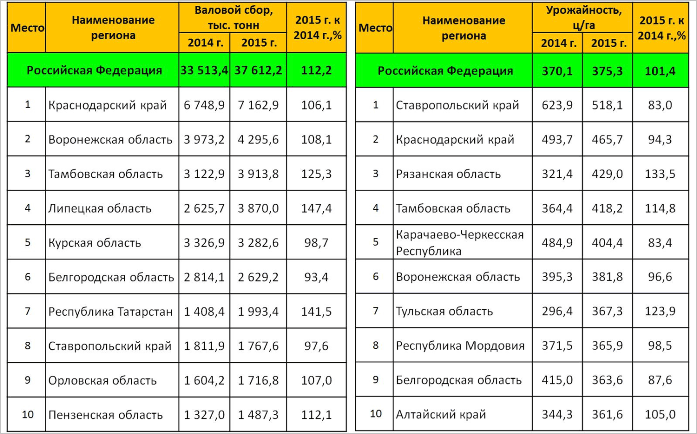 Место Наименование региона Валовой сбор, тыс. тонн 2015 г. к 2014 г.,%
2014 г. 2015 г.
Российская Федерация 33 513,4 37 612,2 112,2
1 Краснодарский край 6 748,9 7 162,9 106,1
2 Воронежская область 3 973,2 4 295,6 108,1
3 Тамбовская область 3 122,9 3 913,8 125,3
4 Липецкая область 2 625,7 3 870,0 147,4
5 Курская область 3 326,9 3 282,6 98,7
6 Белгородская область 2 814,1 2 629,2 93,4
7 Республика Татарстан 1 408,4 1 993,4 141,5
8 Ставропольский край 1 811,9 1 767,6 97,6
9 Орловская область 1 604,2 1 716,8 107,0
10 Пензенская область 1 327,0 1 487,3 112,1
Место Наименование региона Урожайность, ц/га 2015 г. к 2014 г.,%
2014 г. 2015 г.
Российская Федерация 370,1 375,3 101,4
1 Ставропольский край 623,9 518,1 83,0
2 Краснодарский край 493,7 465,7 94,3
3 Рязанская область 321,4 429,0 133,5
4 Тамбовская область 364,4 418,2 114,8
5 Карачаево-Черкесская Республика 484,9 404,4 83,4
6 Воронежская область 395,3 381,8 96,6
7 Тульская область 296,4 367,3 123,9
8 Республика Мордовия 371,5 365,9 98,5
9 Белгородская область 415,0 363,6 87,6
10 Алтайский край 344,3 361,6 105,0